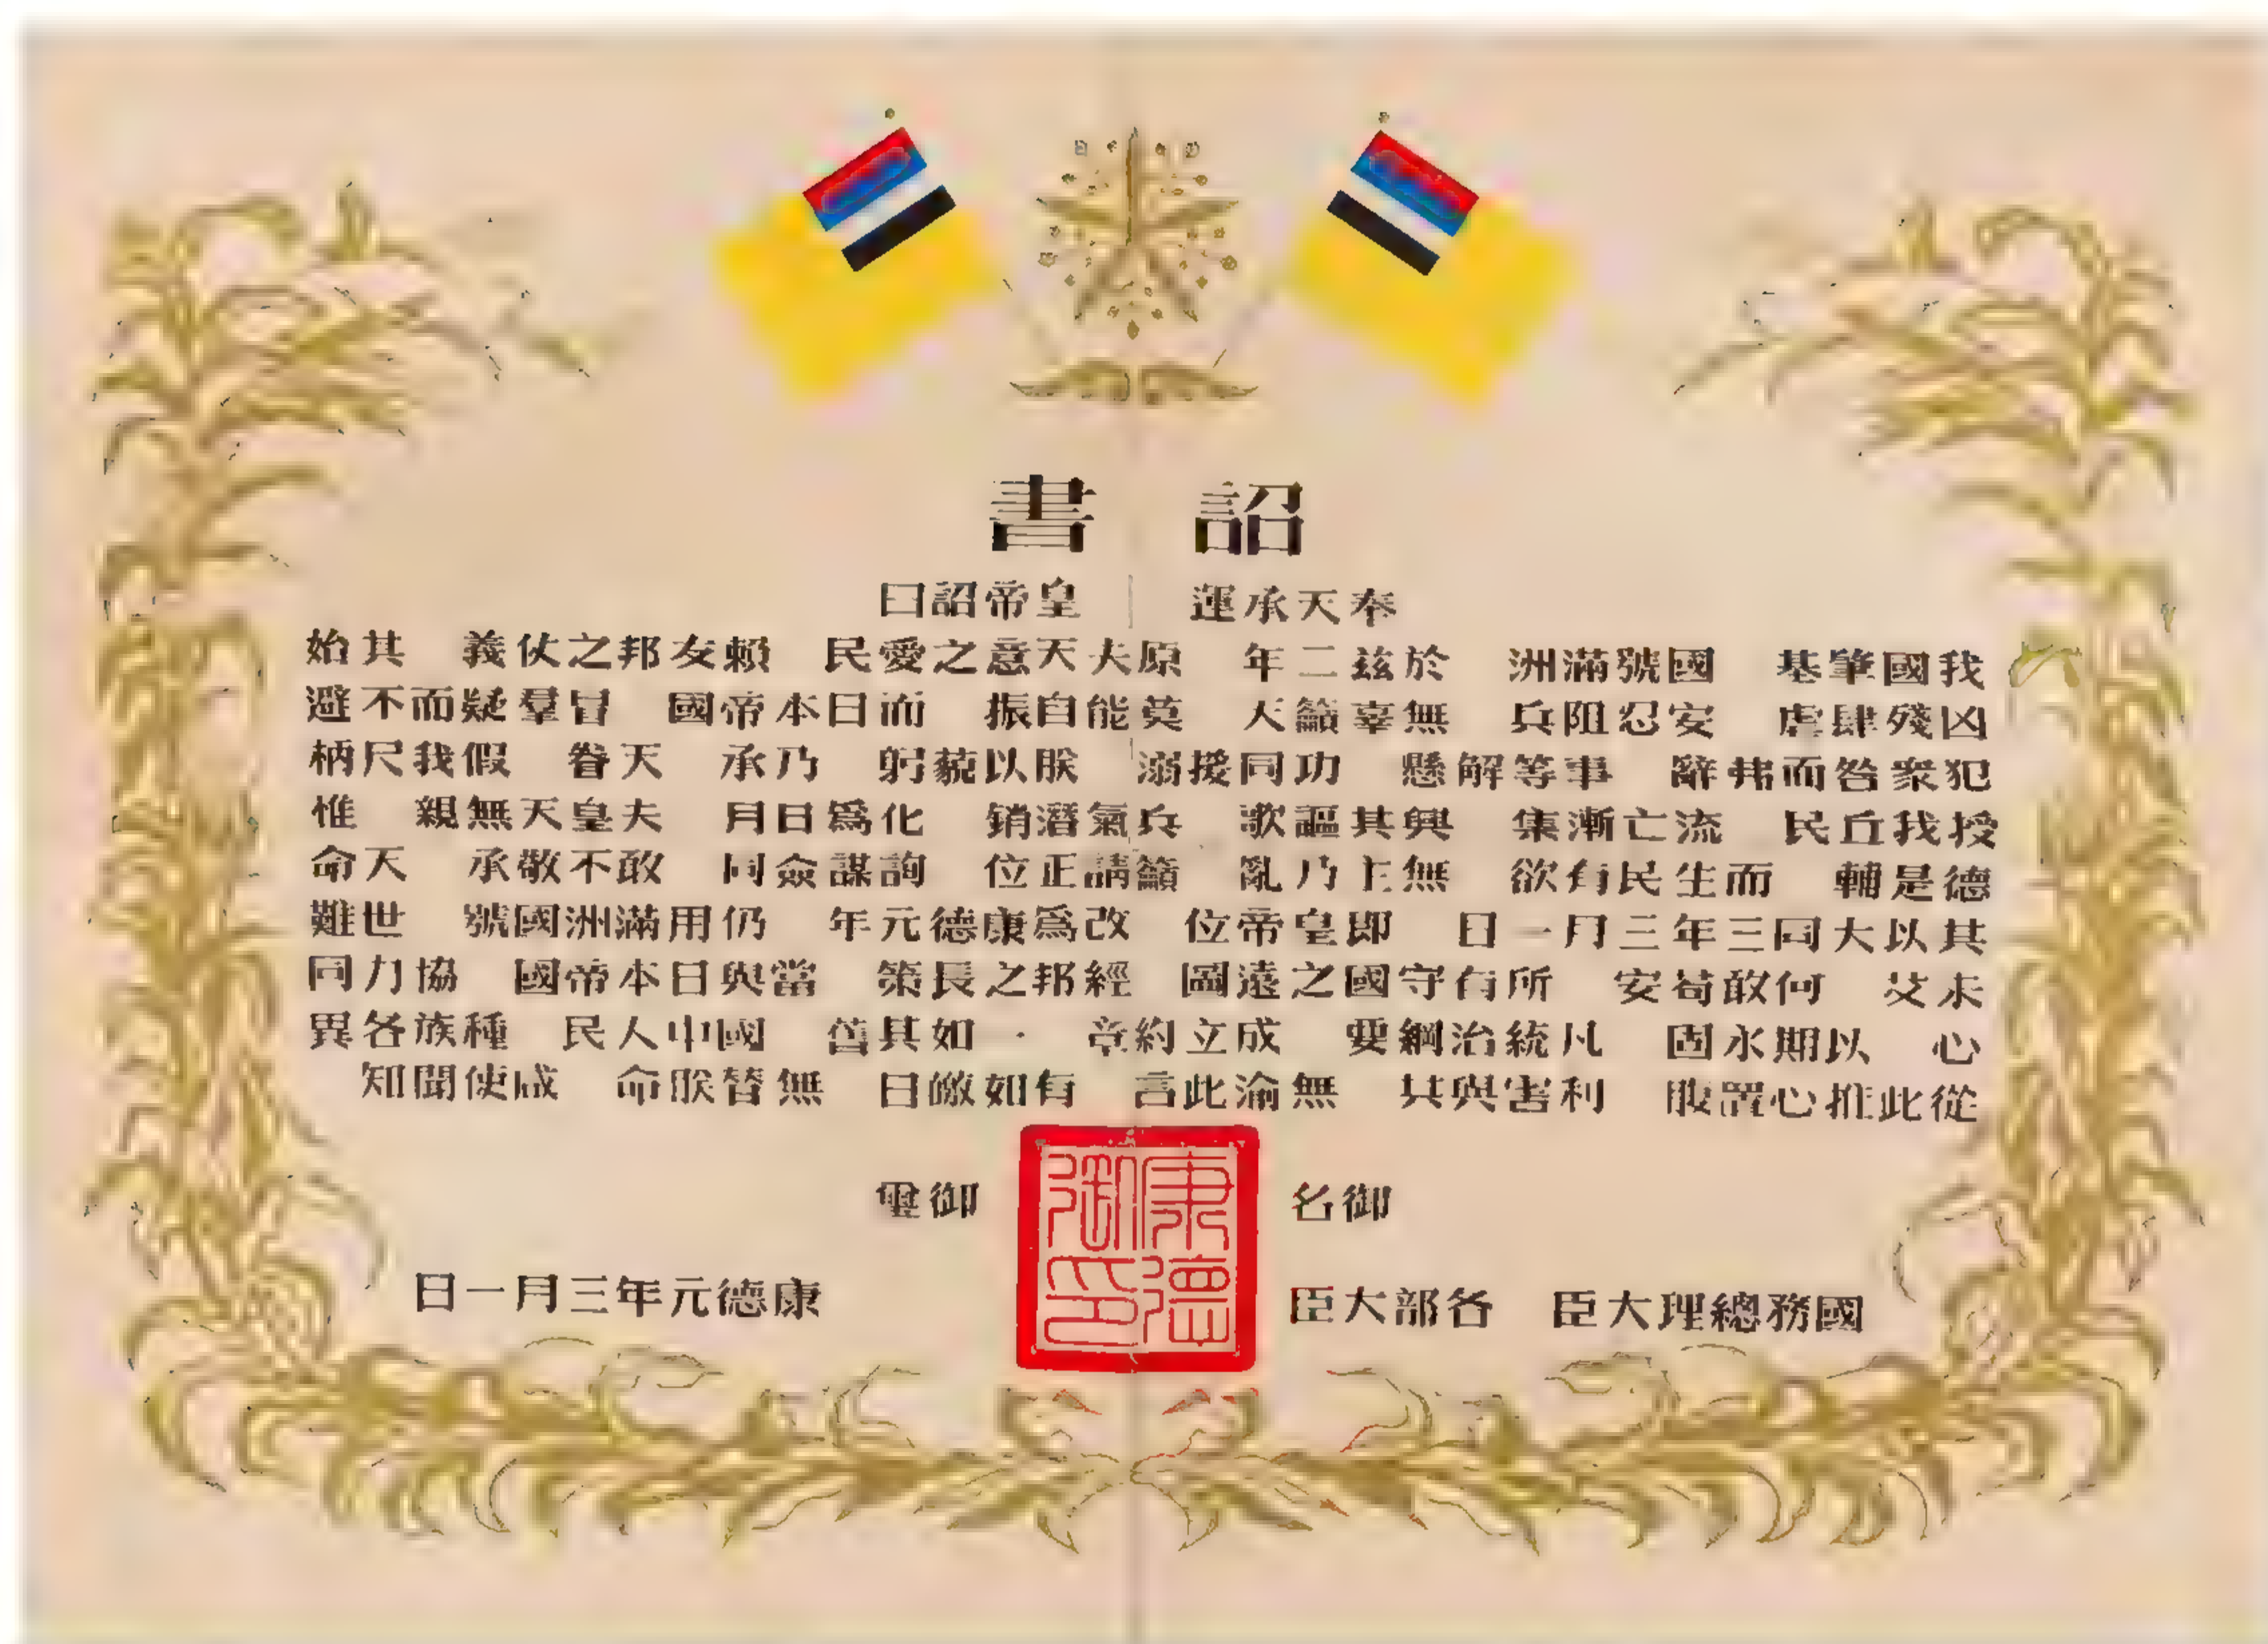 詔書
奉天承運 皇帝詔曰
我國肇基 國號滿洲 於茲二年 原夫天意之愛民 賴友邦之仗義 其始
凶殘肆虐 安忍阻兵 無辜籲天 莫能自振 而日本帝國 冒羣疑而不避
犯衆咎而弗辭 事等解懸 功同援溺 朕以藐躬 乃承 天眷 假我尺柄
授我丘民 流亡漸集 興其謳歌 兵氣潛銷 化爲日月 夫皇天無親 惟
德是輔 而生民有欲 無主乃亂 籲請正位 詢謀僉同 敢不敬承 天命
其以大同三年三月一日 即皇帝位 改爲康德元年 仍用滿洲國號 世難
未艾 何敢苟安 所有守國之遠圖 經邦之長策 當與日本帝國 協力同
心 以期永固 凡統治綱要 成立約章 一如其舊 國中人民 種族各異
從此推心置腹 利害與共 無渝此言 有如皦日 無替朕命 咸使聞知
御名 御璽
康德御印
國務總理大臣 各部大臣 康德元年三月一日